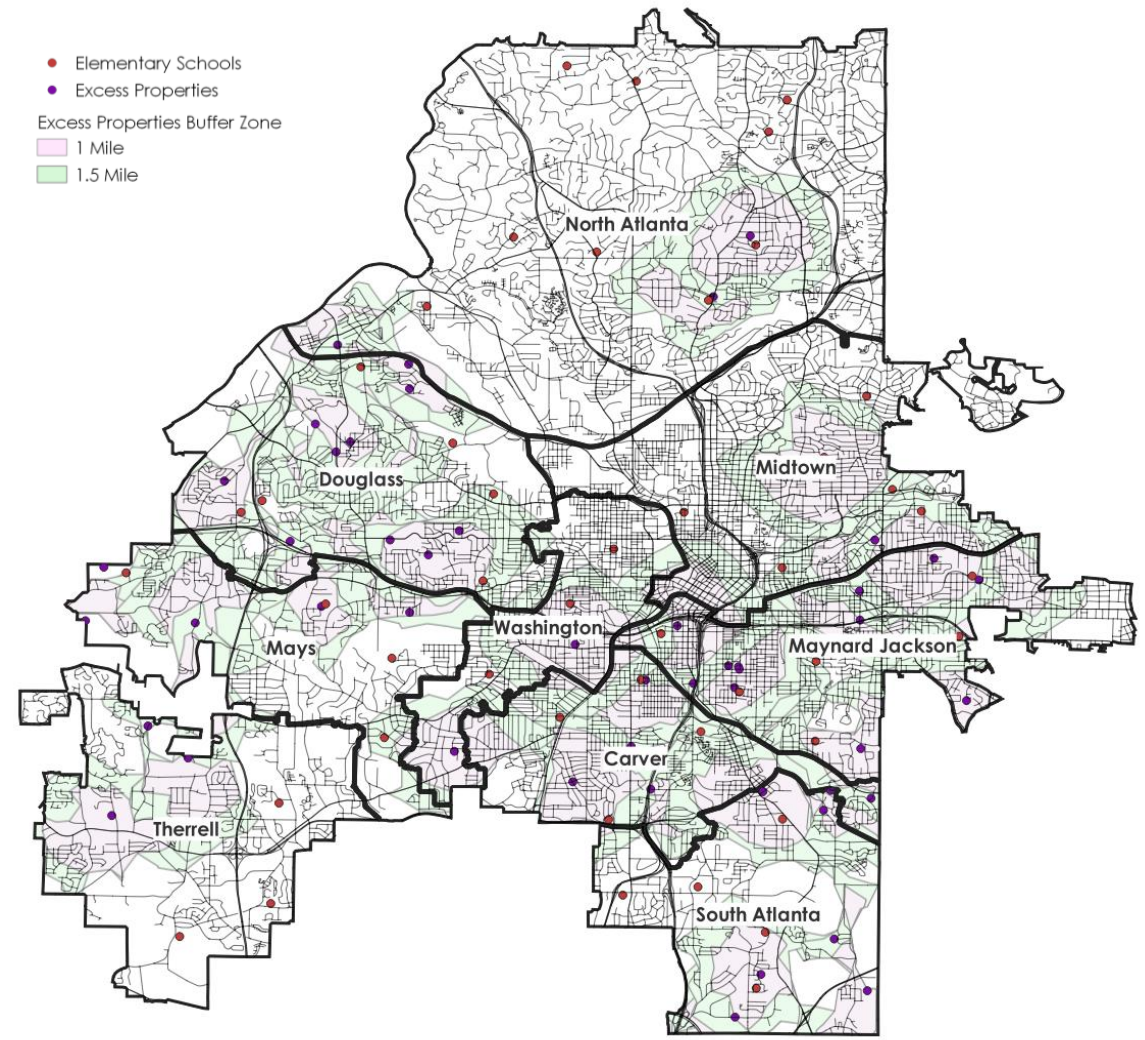 Elementary Schools
Excess Properties
Excess Properties Buffer Zone
1 Mile
1.5 Mile
North Atlanta
Midtown
Douglass
Washington
Mays
Maynard Jackson
Carver
Therrell
South Atlanta